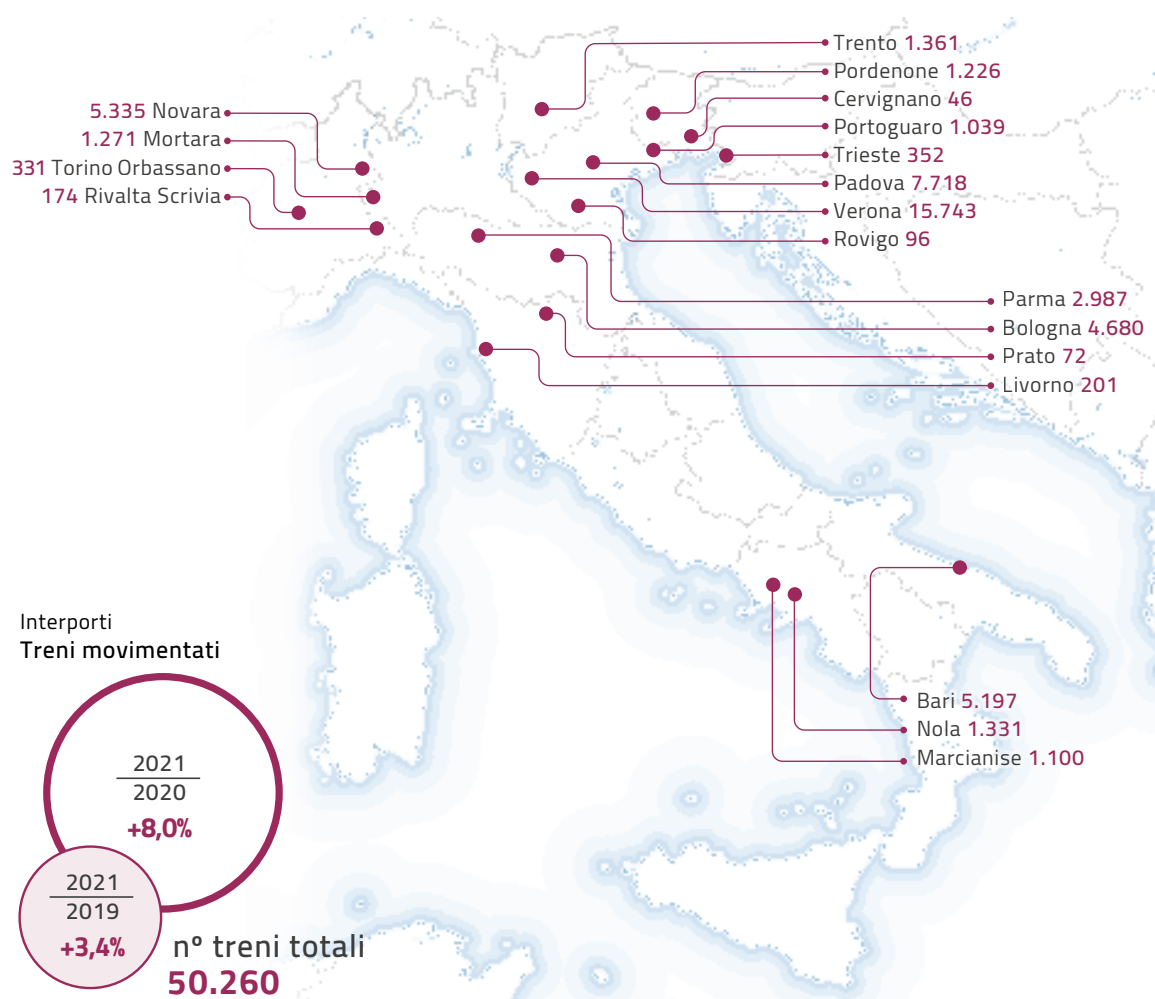 Trento 1.361
Pordenone 1.226
Cervignano 46
Portoguaro 1.039
Trieste 352
Padova 7.718
Verona 15.743
Rovigo 96
5.335 Novara
1.271 Mortara
331 Torino Orbassano
174 Rivalta Scrivia
Parma 2.987
Bologna 4.680
Prato 72
Livorno 201
Bari 5.197
Nola 1.331
Marcianise 1.100
Interporti
Treni movimentati
2021
2020
+8,0%
2021
2019
+3,4%
n° treni totali
50.260